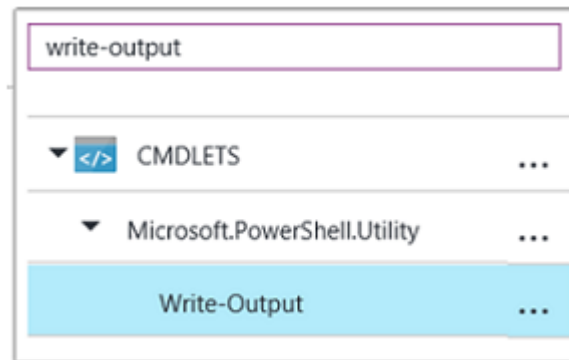 write-output
</> CMDLETS ...
Microsoft.PowerShell.Utility ...
Write-Output ...